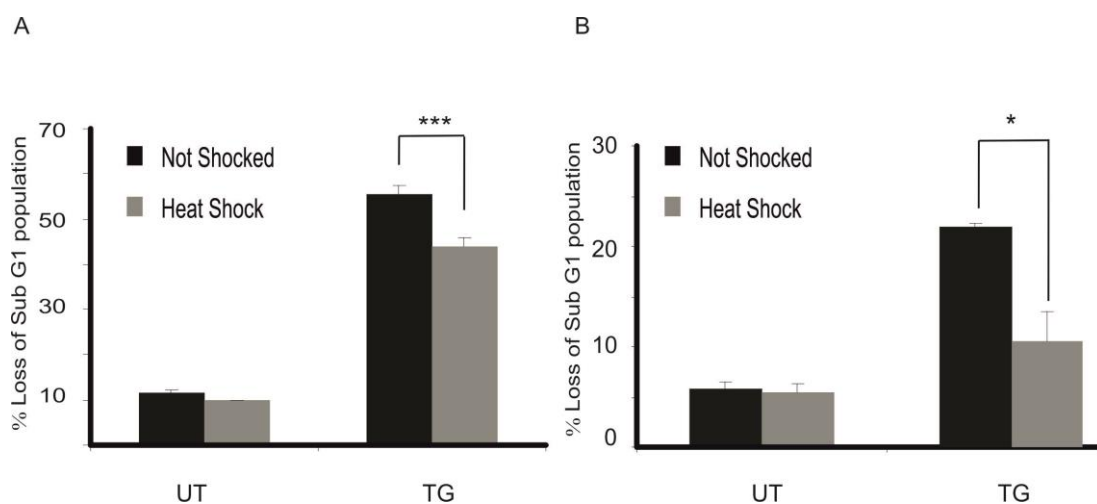 A
% Loss of Sub G1 population
70
50
30
10
Not Shocked
Heat Shock
***
UT
TG
B
% Loss of Sub G1 population
30
20
10
0
Not Shocked
Heat Shock
*
UT
TG